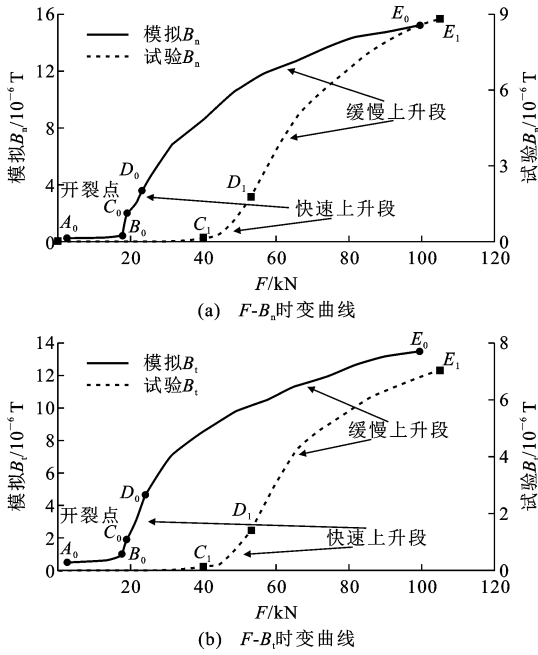 16
12
8
4
0
模拟Bn/10⁻⁶ T
模拟Bn
试验Bn
E0
E1
缓慢上升段
D0
开裂点
C0
A0
B0
D1
C1
快速上升段
9
6
3
0
试验Bn/10⁻⁶ T
20 40 60 80 100 120
F/kN
(a) F-Bn时变曲线
14
12
10
8
6
4
2
0
模拟Bt/10⁻⁶ T
模拟Bt
试验Bt
E0
E1
缓慢上升段
D0
开裂点
C0
A0
B0
D1
C1
快速上升段
8
6
4
2
0
试验Bt/10⁻⁶ T
20 40 60 80 100 120
F/kN
(b) F-Bt时变曲线